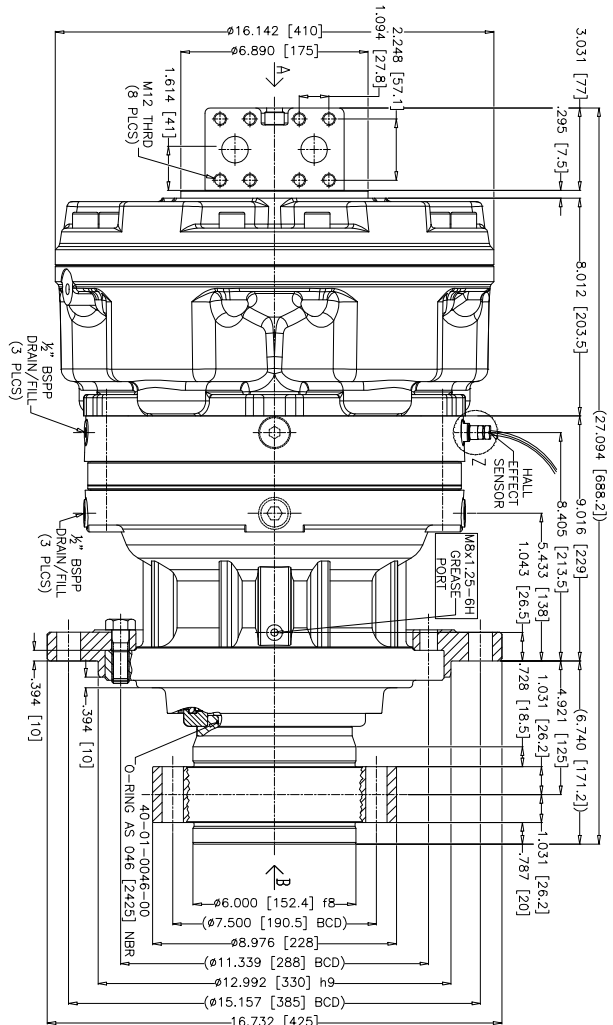 ø16.142 [410]
ø6.890 [175]
A
1.094
[27.8]
2.248 [57.1]
1.614 [41]
M12 THRD
(8 PLCS)
3.031 [77]
.295 [7.5]
8.012 [203.5]
(27.094 [688.2])
9.016 [229]
8.405 [213.5]
5.433 [138]
1.043 [26.5]
½" BSPP
DRAIN/FILL
(3 PLCS)
HALL
EFFECT
SENSOR
Z
½" BSPP
DRAIN/FILL
(3 PLCS)
M8x1.25-6H
GREASE
PORT
(6.740 [171.2])
4.921 [125]
1.031 [26.2]
.728 [18.5]
1.031 [26.2]
.787 [20]
.394 [10]
.394 [10]
40-01-0046-00
O-RING AS 046 [2425] NBR
B
ø6.000 [152.4] f8
(ø7.500 [190.5] BCD)
ø8.976 [228]
(ø11.339 [288] BCD)
ø12.992 [330] h9
(ø15.157 [385] BCD)
16.732 [425]